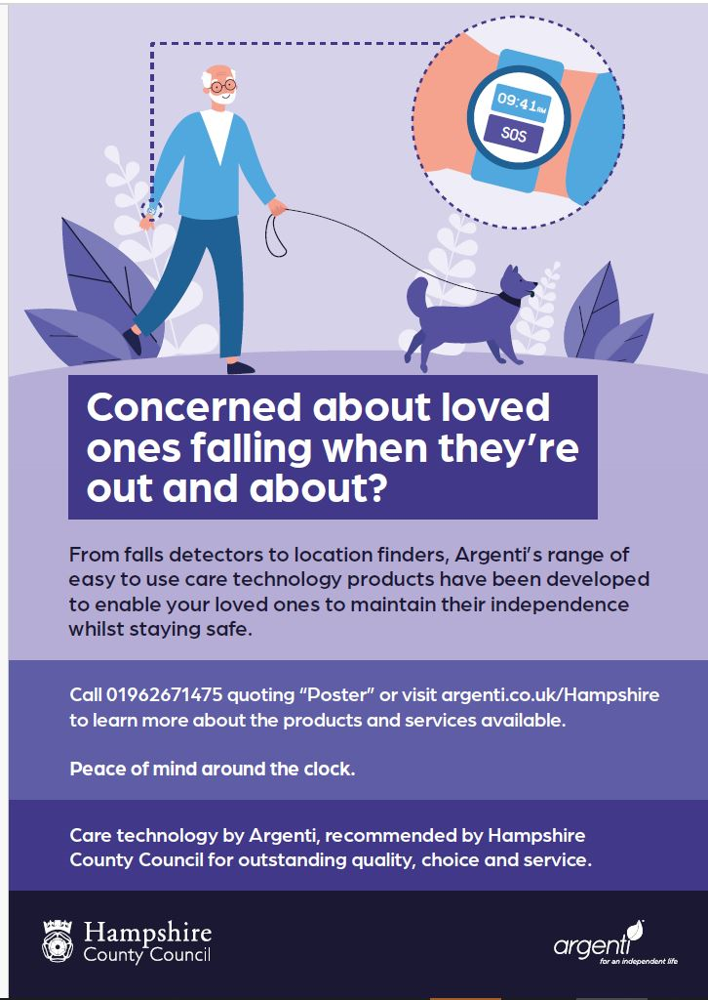 09:41AM
SOS
Concerned about loved
ones falling when they're
out and about?
From falls detectors to location finders, Argenti's range of
easy to use care technology products have been developed
to enable your loved ones to maintain their independence
whilst staying safe.
Call 01962671475 quoting "Poster" or visit argenti.co.uk/Hampshire
to learn more about the products and services available.
Peace of mind around the clock.
Care technology by Argenti, recommended by Hampshire
County Council for outstanding quality, choice and service.
Hampshire
County Council
argenti
for an independent life